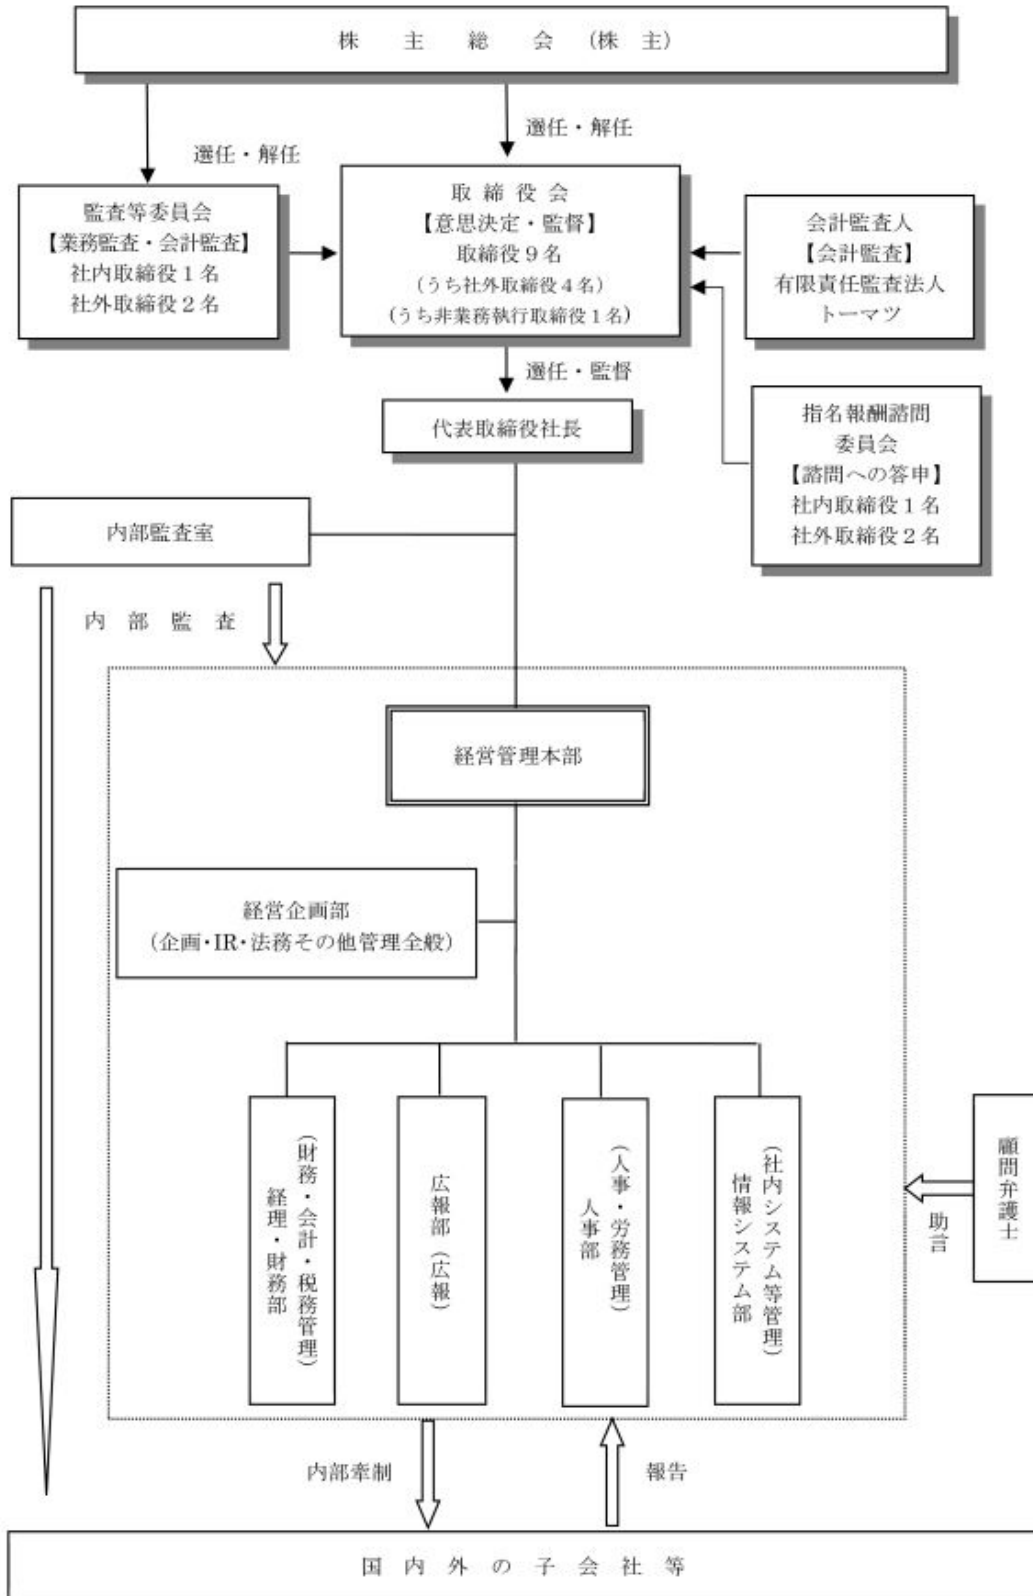 株 主 総 会 (株 主)
選任・解任
選任・解任
監査等委員会
【業務監査・会計監査】
社内取締役１名
社外取締役２名
取 締 役 会
【意思決定・監督】
取締役９名
(うち社外取締役４名)
(うち非業務執行取締役１名)
会計監査人
【会計監査】
有限責任監査法人
トーマツ
選任・監督
代表取締役社長
指名報酬諮問
委員会
【諮問への答申】
社内取締役１名
社外取締役２名
内部監査室
内 部 監 査
経営管理本部
経営企画部
(企画・IR・法務その他管理全般)
(財務・会計・税務管理)
経理・財務部
広報部 (広報)
(人事・労務管理)
人事部
(社内システム等管理)
情報システム部
顧問弁護士
助言
内部牽制
報告
国 内 外 の 子 会 社 等